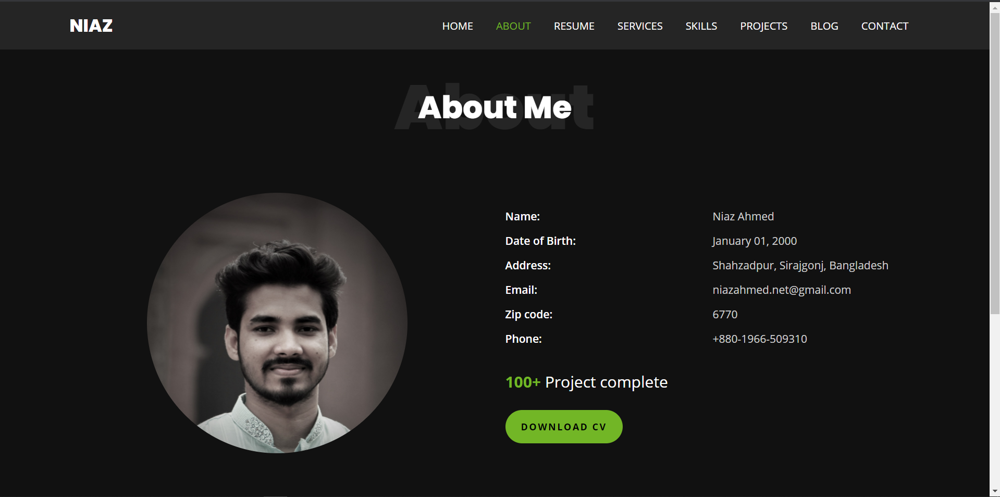 NIAZ
HOME ABOUT RESUME SERVICES SKILLS PROJECTS BLOG CONTACT
About
About Me
Name: Niaz Ahmed
Date of Birth: January 01, 2000
Address: Shahzadpur, Sirajgonj, Bangladesh
Email: niazahmed.net@gmail.com
Zip code: 6770
Phone: +880-1966-509310
100+ Project complete
DOWNLOAD CV